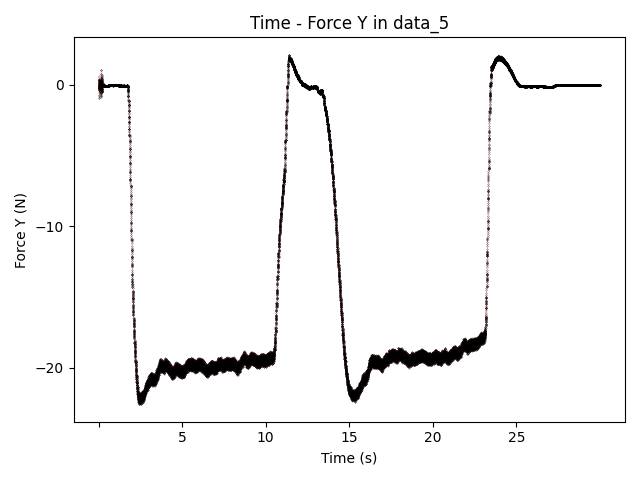 Time - Force Y in data_5
Force Y (N)
0
−10
−20
5 10 15 20 25
Time (s)